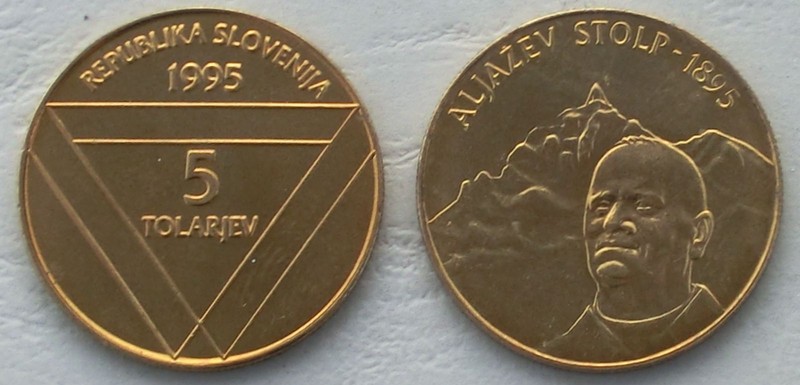 REPUBLIKA SLOVENIJA
1995
5
TOLARJEV
ALJAŽEV STOLP-1895